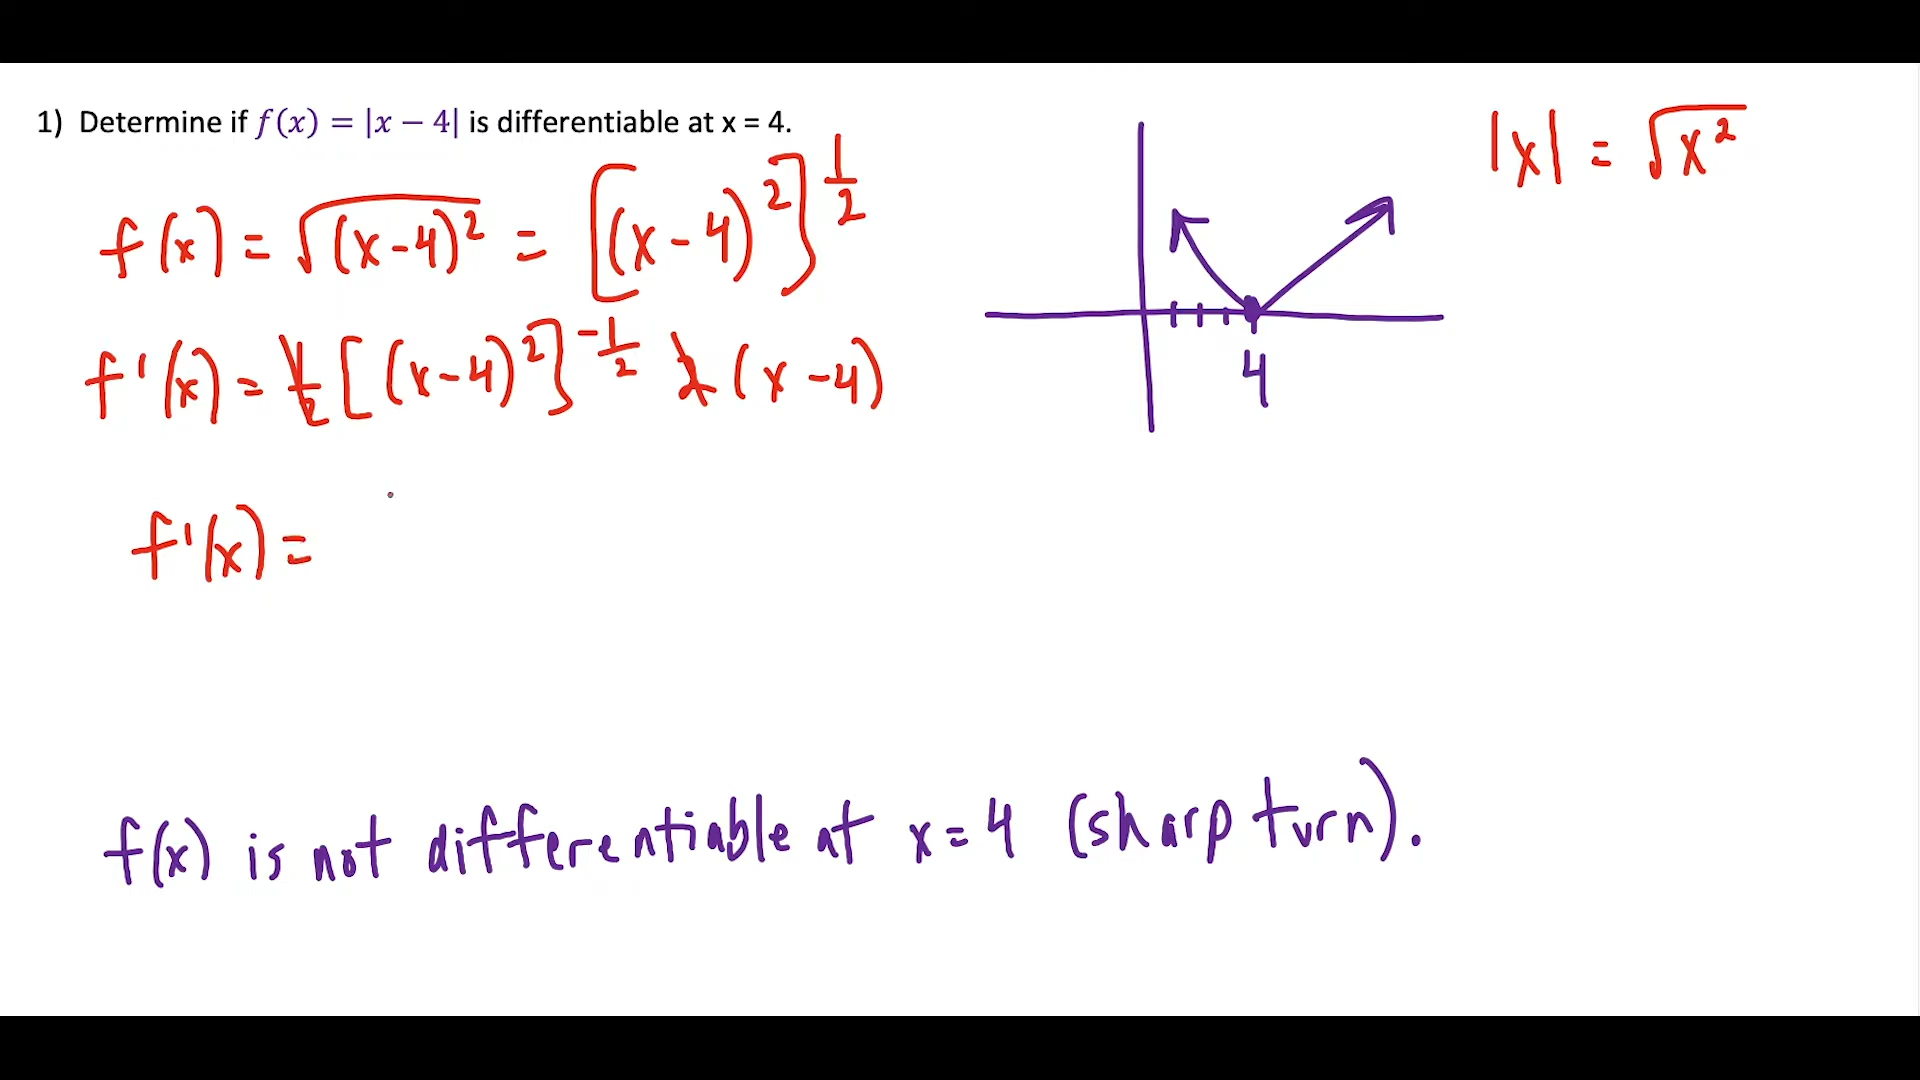 1) Determine if f(x) = |x − 4| is differentiable at x = 4.
|x| = √x²
f(x) = √(x-4)² = [(x-4)²]^½
f'(x) = ½[(x-4)²]^-½ 2(x-4)
4
f'(x) =
f(x) is not differentiable at x=4 (sharp turn).